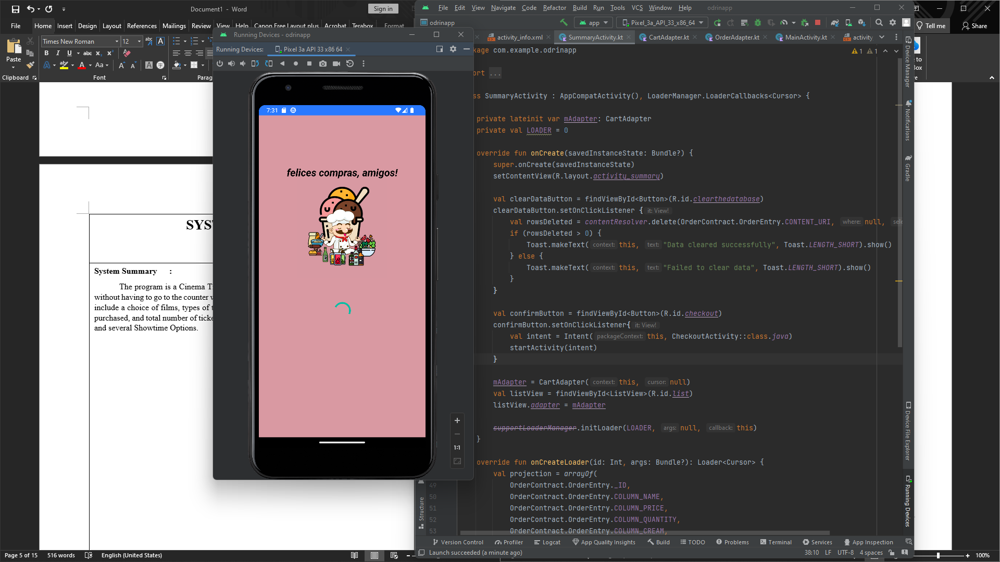 Document1 - Word
Sign in
File Home Insert Design Layout References Mailings Review View Help Canon Free Layout plus Acrobat Terabox Format
Tell me
Share
Times New Roman 12
Paste
Clipboard
Font
SYST
System Summary :
The program is a Cinema Ti
without having to go to the counter
include a choice of films, types of t
purchased, and total number of ticke
and several Showtime Options.
Page 5 of 15 516 words English (United States)
100%
Running Devices - odrinapp
Running Devices: Pixel 3a API 33 x86 64
7:31
felices compras, amigos!
1:1
File Edit View Navigate Code Refactor Build Run Tools VCS Window Help odrinapp
odrinapp
app Pixel_3a_API_33_x86_64
activity_info.xml SummaryActivity.kt CartAdapter.kt OrderAdapter.kt MainActivity.kt activity
kage com.example.odrinapp
1 1
ort ...
ss SummaryActivity : AppCompatActivity(), LoaderManager.LoaderCallbacks<Cursor> {
private lateinit var mAdapter: CartAdapter
private val LOADER = 0
override fun onCreate(savedInstanceState: Bundle?) {
super.onCreate(savedInstanceState)
setContentView(R.layout.activity_summary)
val clearDataButton = findViewById<Button>(R.id.clearthedatabase)
clearDataButton.setOnClickListener { it: View!
val rowsDeleted = contentResolver.delete(OrderContract.OrderEntry.CONTENT_URI, where: null, sele
if (rowsDeleted > 0) {
Toast.makeText( context: this, text: "Data cleared successfully", Toast.LENGTH_SHORT).show()
} else {
Toast.makeText( context: this, text: "Failed to clear data", Toast.LENGTH_SHORT).show()
}
}
val confirmButton = findViewById<Button>(R.id.checkout)
confirmButton.setOnClickListener{ it: View!
val intent = Intent( packageContext: this, CheckoutActivity::class.java)
startActivity(intent)
}
mAdapter = CartAdapter( context: this, cursor: null)
val listView = findViewById<ListView>(R.id.list)
listView.adapter = mAdapter
supportLoaderManager.initLoader(LOADER, args: null, callback: this)
}
override fun onCreateLoader(id: Int, args: Bundle?): Loader<Cursor> {
val projection = arrayOf(
49 OrderContract.OrderEntry._ID,
50 OrderContract.OrderEntry.COLUMN_NAME,
51 OrderContract.OrderEntry.COLUMN_PRICE,
52 OrderContract.OrderEntry.COLUMN_QUANTITY,
53 OrderContract.OrderEntry.COLUMN_CREAM,
Structure
Device Manager
Notifications
Gradle
Device File Explorer
Running Devices
Version Control Profiler Logcat App Quality Insights Build TODO Problems Terminal Services App Inspection
Launch succeeded (a minute ago)
38:10 LF UTF-8 4 spaces